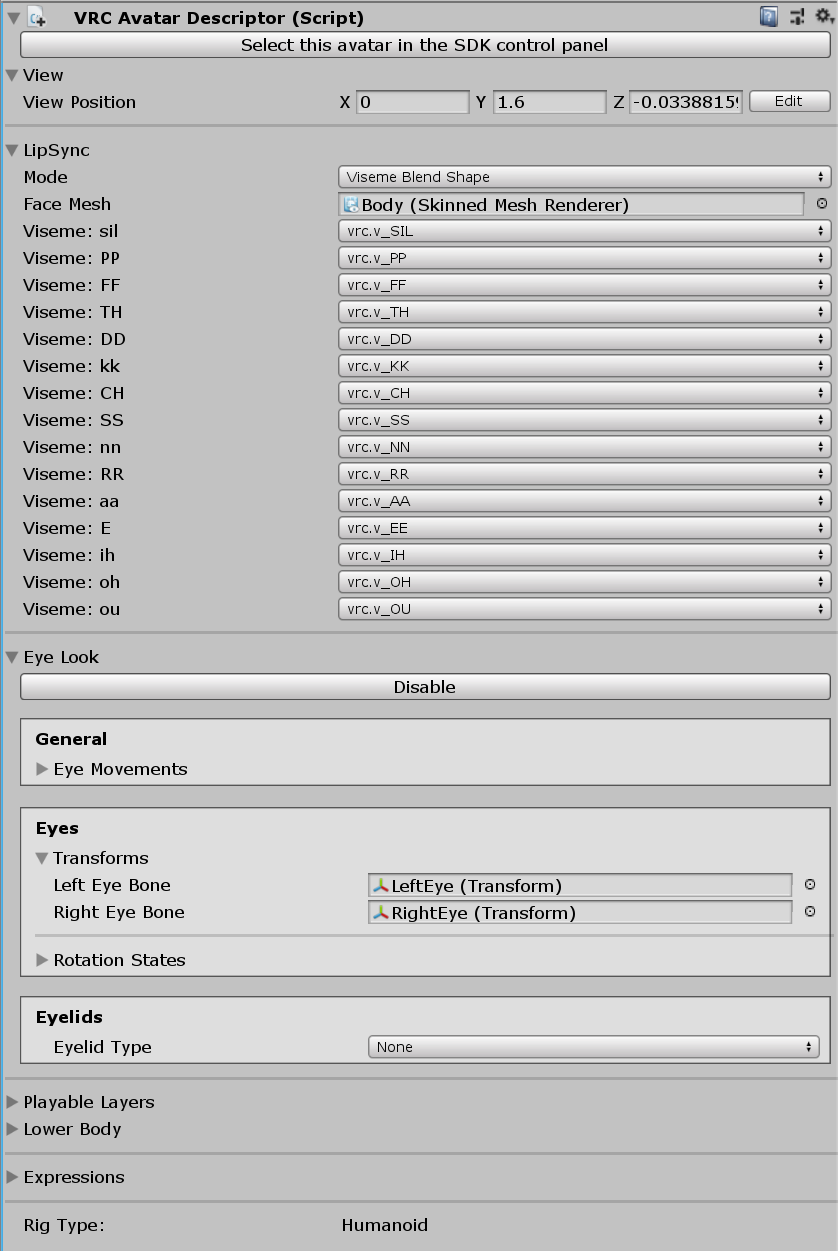 VRC Avatar Descriptor (Script)
Select this avatar in the SDK control panel
View
View Position X 0 Y 1.6 Z -0.0338815 Edit
LipSync
Mode Viseme Blend Shape
Face Mesh Body (Skinned Mesh Renderer)
Viseme: sil vrc.v_SIL
Viseme: PP vrc.v_PP
Viseme: FF vrc.v_FF
Viseme: TH vrc.v_TH
Viseme: DD vrc.v_DD
Viseme: kk vrc.v_KK
Viseme: CH vrc.v_CH
Viseme: SS vrc.v_SS
Viseme: nn vrc.v_NN
Viseme: RR vrc.v_RR
Viseme: aa vrc.v_AA
Viseme: E vrc.v_EE
Viseme: ih vrc.v_IH
Viseme: oh vrc.v_OH
Viseme: ou vrc.v_OU
Eye Look
Disable
General
Eye Movements
Eyes
Transforms
Left Eye Bone LeftEye (Transform)
Right Eye Bone RightEye (Transform)
Rotation States
Eyelids
Eyelid Type None
Playable Layers
Lower Body
Expressions
Rig Type: Humanoid